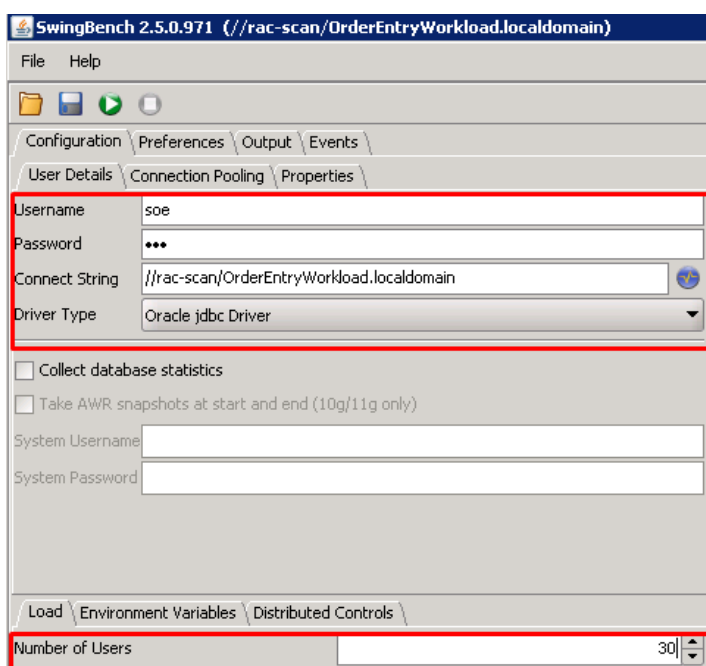 SwingBench 2.5.0.971 (//rac-scan/OrderEntryWorkload.localdomain)
File Help
Configuration Preferences Output Events
User Details Connection Pooling Properties
Username soe
Password •••
Connect String //rac-scan/OrderEntryWorkload.localdomain
Driver Type Oracle jdbc Driver
Collect database statistics
Take AWR snapshots at start and end (10g/11g only)
System Username
System Password
Load Environment Variables Distributed Controls
Number of Users 30